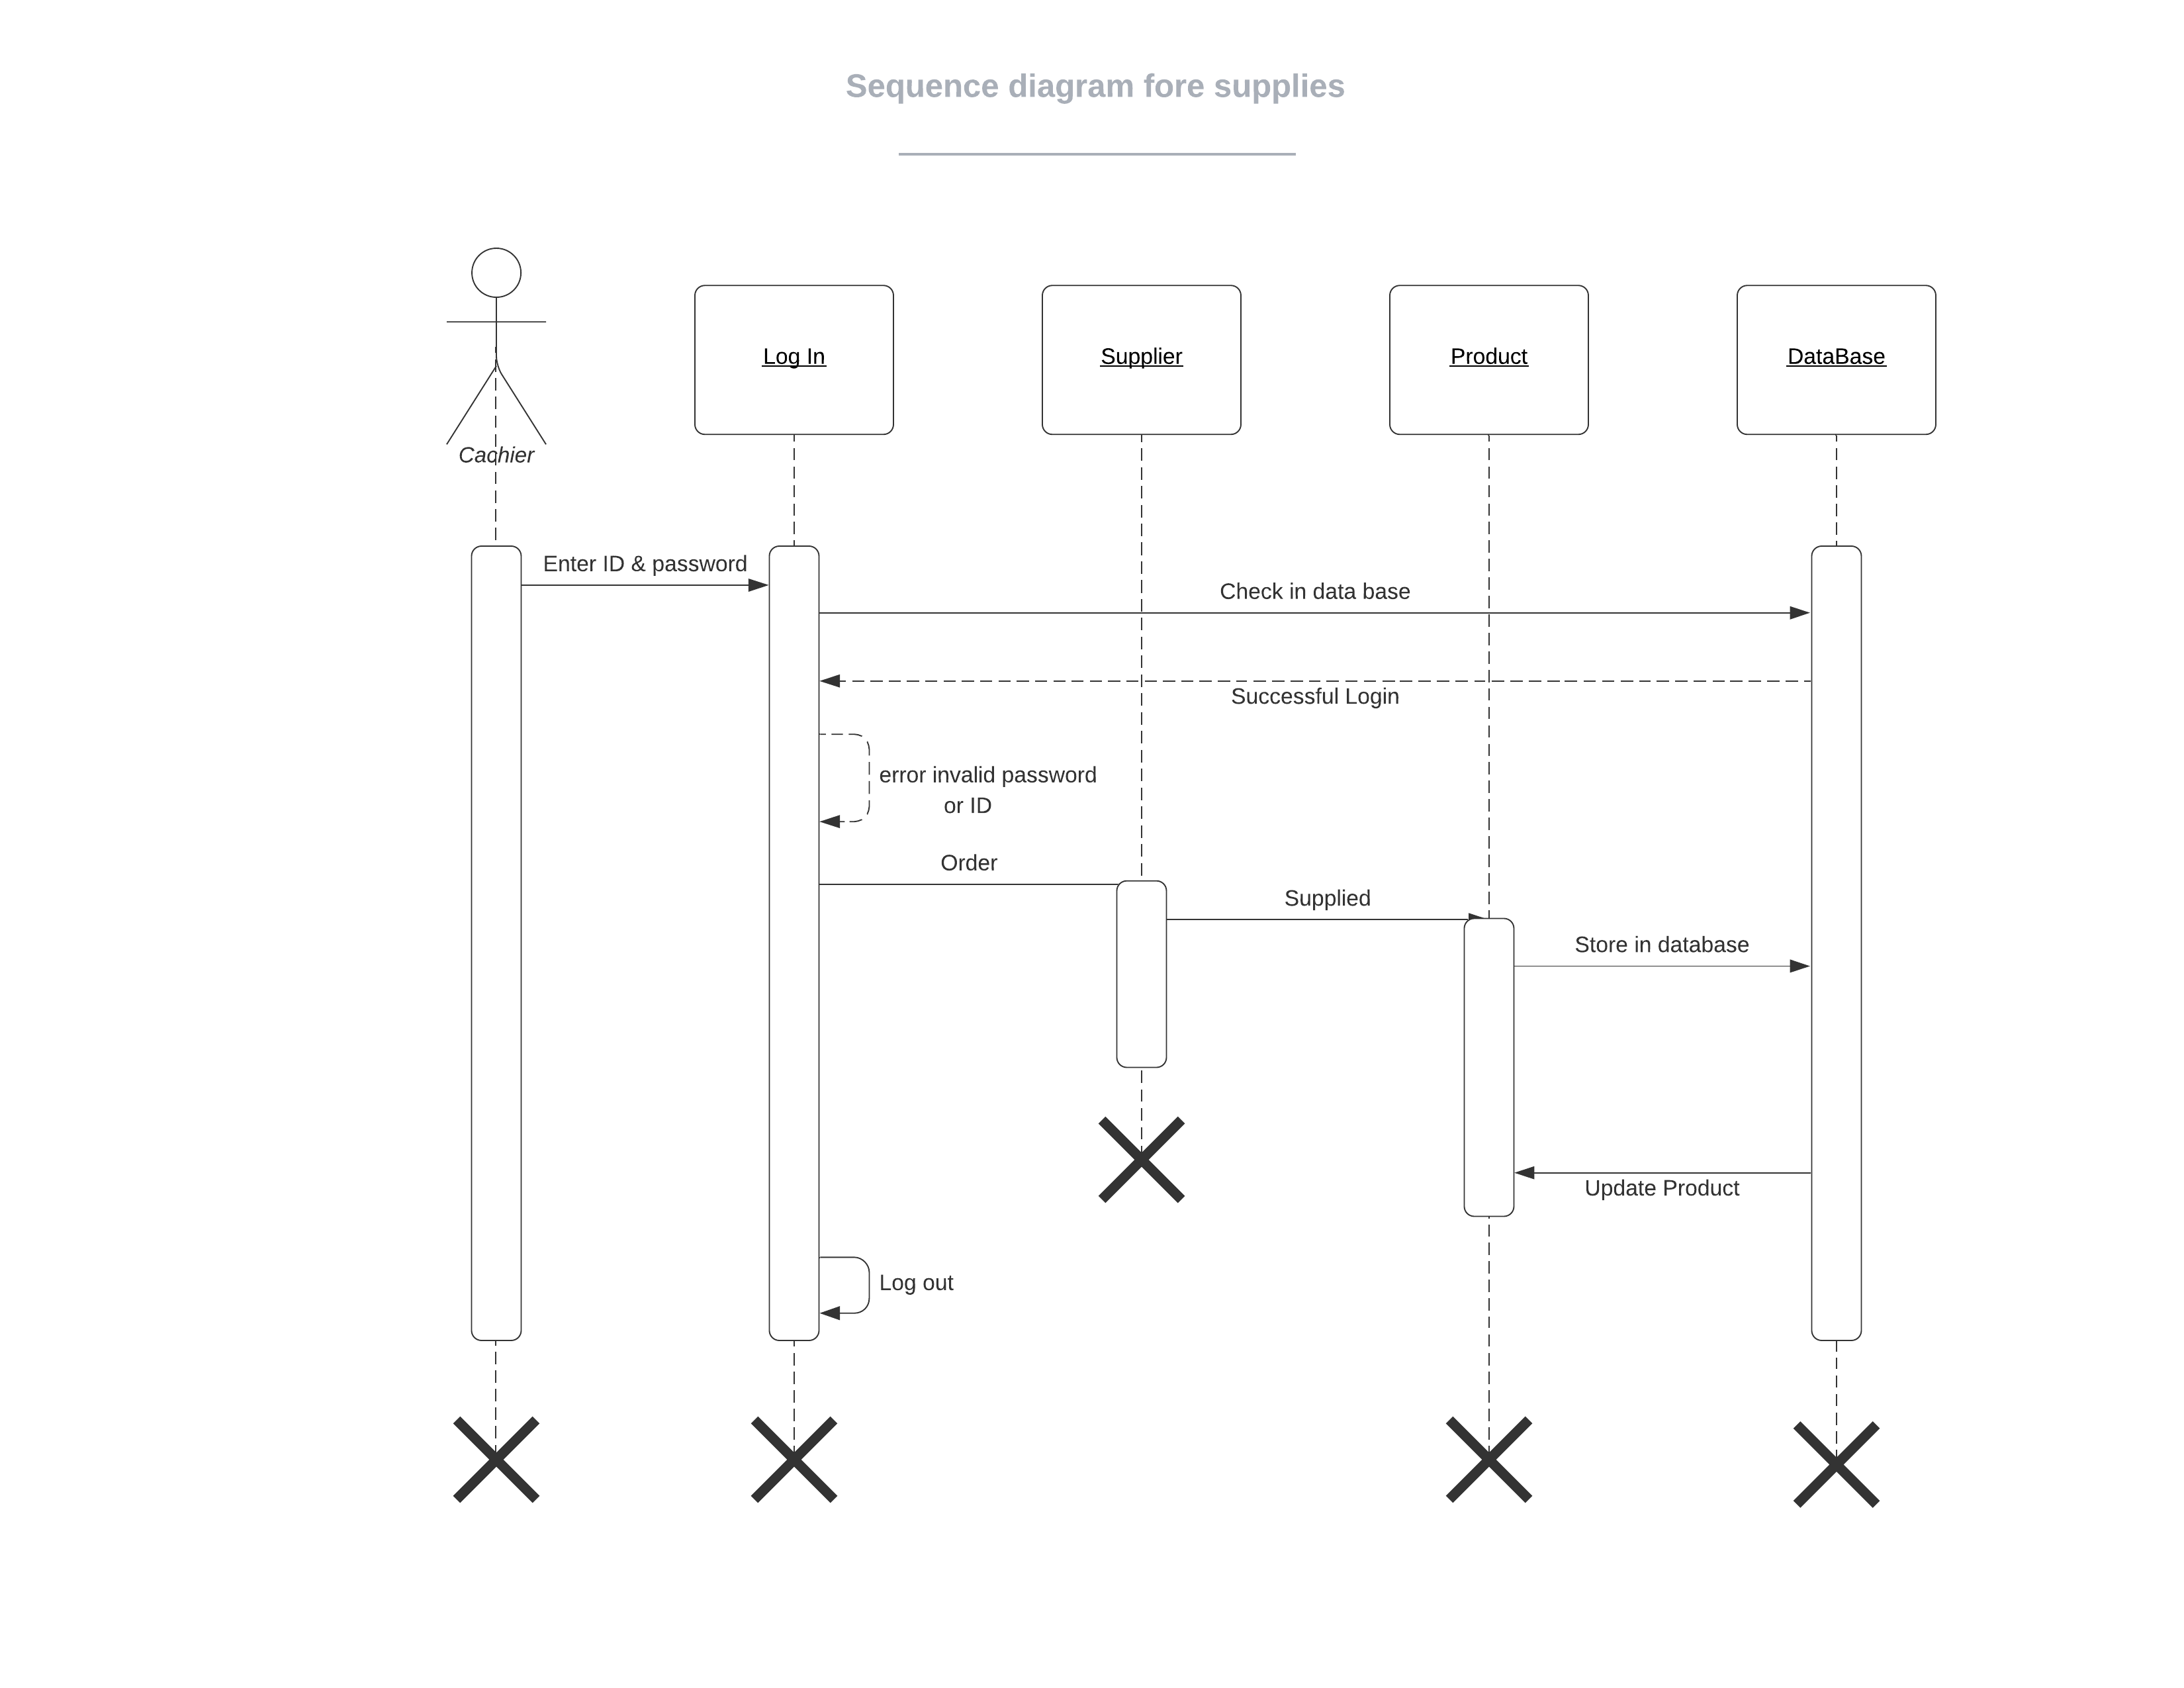 Sequence diagram fore supplies
Cachier
Log In
Supplier
Product
DataBase
Enter ID & password
Check in data base
Successful Login
error invalid password
or ID
Order
Supplied
Store in database
Update Product
Log out